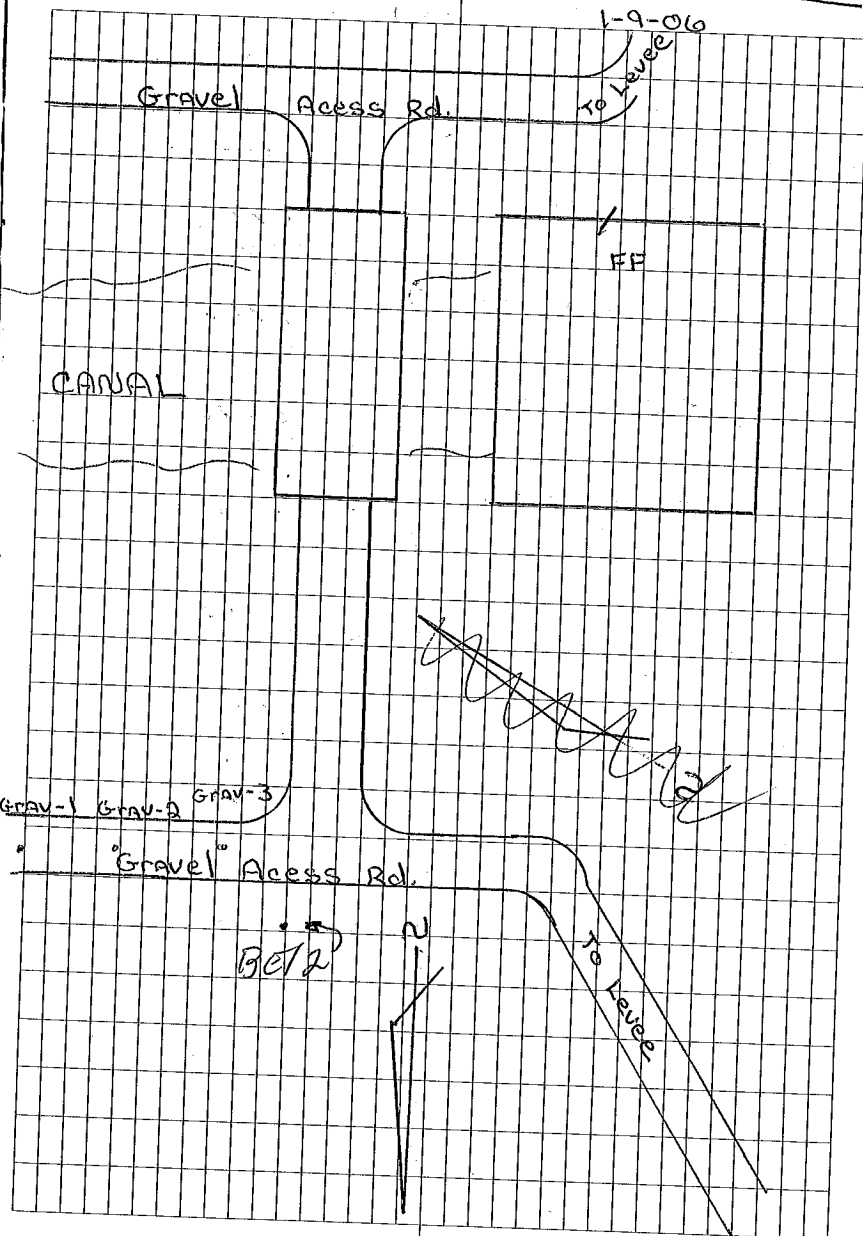 1-9-06
To Levee
Gravel Acess Rd.
FF
CANAL
Grav-1 Grav-2 Grav-3
"Gravel" Acess Rd.
N
To Levee